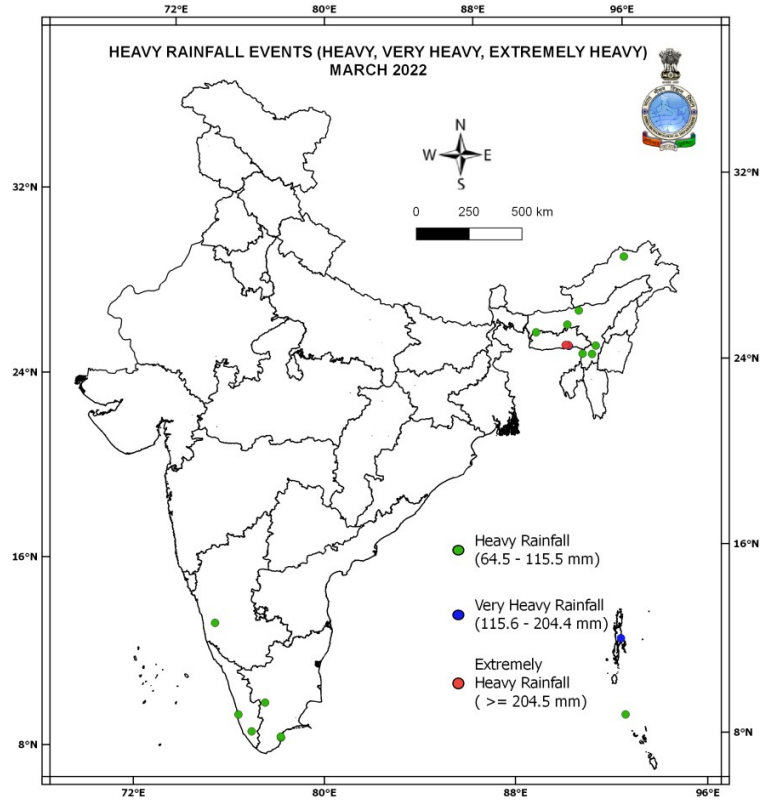 72°E 80°E 88°E 96°E
HEAVY RAINFALL EVENTS (HEAVY, VERY HEAVY, EXTREMELY HEAVY)
MARCH 2022
N
W E
S
32°N 32°N
0 250 500 km
24°N 24°N
Heavy Rainfall
(64.5 - 115.5 mm)
16°N 16°N
Very Heavy Rainfall
(115.6 - 204.4 mm)
Extremely
Heavy Rainfall
( >= 204.5 mm)
8°N 8°N
72°E 80°E 88°E 96°E